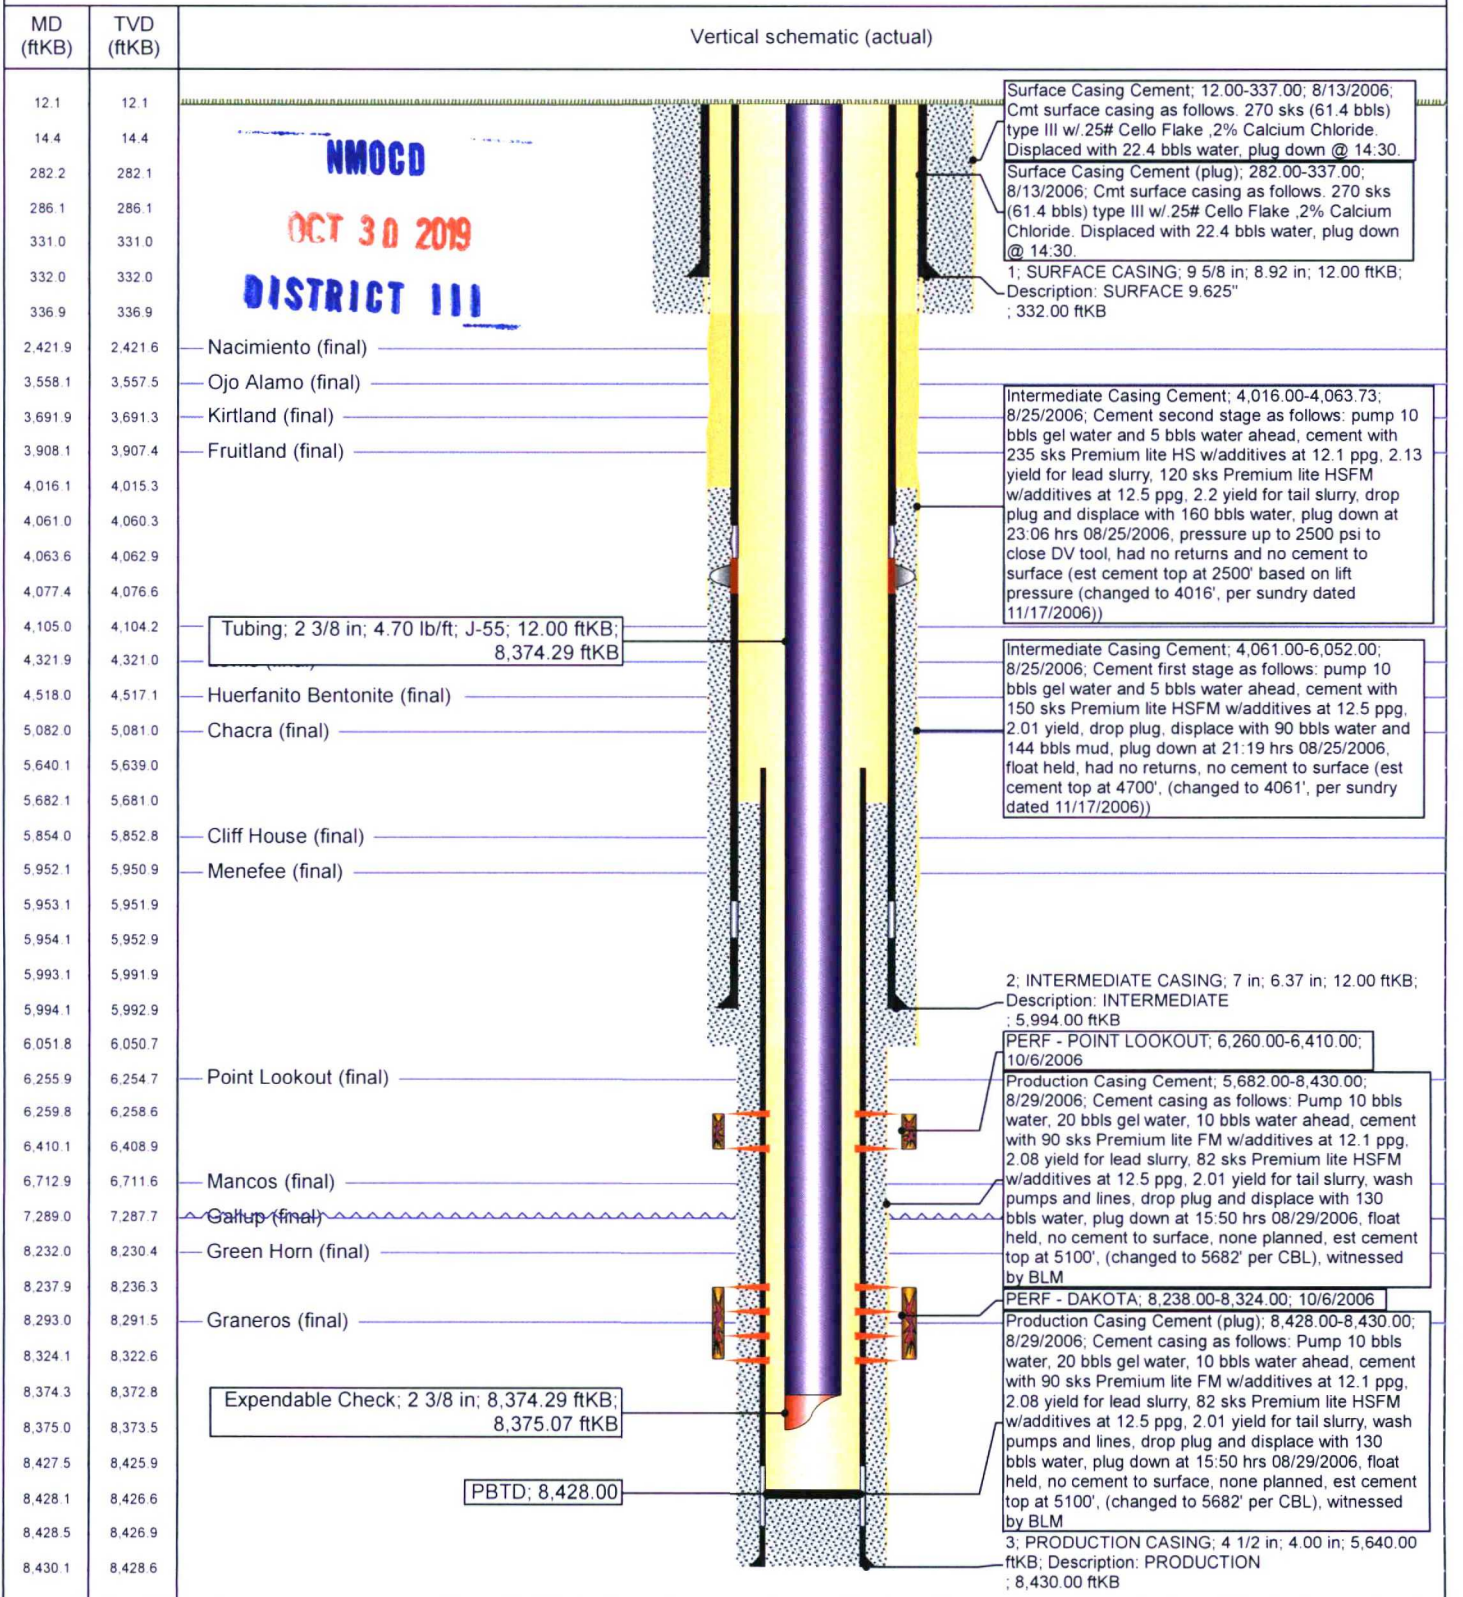 MD
(ftKB)
TVD
(ftKB)
Vertical schematic (actual)
12.1 12.1
14.4 14.4
282.2 282.1
286.1 286.1
331.0 331.0
332.0 332.0
336.9 336.9
2,421.9 2,421.6 Nacimiento (final)
3,558.1 3,557.5 Ojo Alamo (final)
3,691.9 3,691.3 Kirtland (final)
3,908.1 3,907.4 Fruitland (final)
4,016.1 4,015.3
4,061.0 4,060.3
4,063.6 4,062.9
4,077.4 4,076.6
4,105.0 4,104.2
4,321.9 4,321.0
4,518.0 4,517.1 Huerfanito Bentonite (final)
5,082.0 5,081.0 Chacra (final)
5,640.1 5,639.0
5,682.1 5,681.0
5,854.0 5,852.8 Cliff House (final)
5,952.1 5,950.9 Menefee (final)
5,953.1 5,951.9
5,954.1 5,952.9
5,993.1 5,991.9
5,994.1 5,992.9
6,051.8 6,050.7
6,255.9 6,254.7 Point Lookout (final)
6,259.8 6,258.6
6,410.1 6,408.9
6,712.9 6,711.6 Mancos (final)
7,289.0 7,287.7 Gallup (final)
8,232.0 8,230.4 Green Horn (final)
8,237.9 8,236.3
8,293.0 8,291.5 Graneros (final)
8,324.1 8,322.6
8,374.3 8,372.8
8,375.0 8,373.5
8,427.5 8,425.9
8,428.1 8,426.6
8,428.5 8,426.9
8,430.1 8,428.6
NMOCD
OCT 30 2019
DISTRICT III
Tubing; 2 3/8 in; 4.70 lb/ft; J-55; 12.00 ftKB;
8,374.29 ftKB
Expendable Check; 2 3/8 in; 8,374.29 ftKB;
8,375.07 ftKB
PBTD; 8,428.00
Surface Casing Cement; 12.00-337.00; 8/13/2006;
Cmt surface casing as follows. 270 sks (61.4 bbls)
type III w/.25# Cello Flake ,2% Calcium Chloride.
Displaced with 22.4 bbls water, plug down @ 14:30.
Surface Casing Cement (plug); 282.00-337.00;
8/13/2006; Cmt surface casing as follows. 270 sks
(61.4 bbls) type III w/.25# Cello Flake ,2% Calcium
Chloride. Displaced with 22.4 bbls water, plug down
@ 14:30.
1; SURFACE CASING; 9 5/8 in; 8.92 in; 12.00 ftKB;
Description: SURFACE 9.625"
; 332.00 ftKB
Intermediate Casing Cement; 4,016.00-4,063.73;
8/25/2006; Cement second stage as follows: pump 10
bbls gel water and 5 bbls water ahead, cement with
235 sks Premium lite HS w/additives at 12.1 ppg, 2.13
yield for lead slurry, 120 sks Premium lite HSFM
w/additives at 12.5 ppg, 2.2 yield for tail slurry, drop
plug and displace with 160 bbls water, plug down at
23:06 hrs 08/25/2006, pressure up to 2500 psi to
close DV tool, had no returns and no cement to
surface (est cement top at 2500' based on lift
pressure (changed to 4016', per sundry dated
11/17/2006))
Intermediate Casing Cement; 4,061.00-6,052.00;
8/25/2006; Cement first stage as follows: pump 10
bbls gel water and 5 bbls water ahead, cement with
150 sks Premium lite HSFM w/additives at 12.5 ppg,
2.01 yield, drop plug, displace with 90 bbls water and
144 bbls mud, plug down at 21:19 hrs 08/25/2006,
float held, had no returns, no cement to surface (est
cement top at 4700', (changed to 4061', per sundry
dated 11/17/2006))
2; INTERMEDIATE CASING; 7 in; 6.37 in; 12.00 ftKB;
Description: INTERMEDIATE
; 5,994.00 ftKB
PERF - POINT LOOKOUT; 6,260.00-6,410.00;
10/6/2006
Production Casing Cement; 5,682.00-8,430.00;
8/29/2006; Cement casing as follows: Pump 10 bbls
water, 20 bbls gel water, 10 bbls water ahead, cement
with 90 sks Premium lite FM w/additives at 12.1 ppg,
2.08 yield for lead slurry, 82 sks Premium lite HSFM
w/additives at 12.5 ppg, 2.01 yield for tail slurry, wash
pumps and lines, drop plug and displace with 130
bbls water, plug down at 15:50 hrs 08/29/2006, float
held, no cement to surface, none planned, est cement
top at 5100', (changed to 5682' per CBL), witnessed
by BLM
PERF - DAKOTA; 8,238.00-8,324.00; 10/6/2006
Production Casing Cement (plug); 8,428.00-8,430.00;
8/29/2006; Cement casing as follows: Pump 10 bbls
water, 20 bbls gel water, 10 bbls water ahead, cement
with 90 sks Premium lite FM w/additives at 12.1 ppg,
2.08 yield for lead slurry, 82 sks Premium lite HSFM
w/additives at 12.5 ppg, 2.01 yield for tail slurry, wash
pumps and lines, drop plug and displace with 130
bbls water, plug down at 15:50 hrs 08/29/2006, float
held, no cement to surface, none planned, est cement
top at 5100', (changed to 5682' per CBL), witnessed
by BLM
3; PRODUCTION CASING; 4 1/2 in; 4.00 in; 5,640.00
ftKB; Description: PRODUCTION
; 8,430.00 ftKB